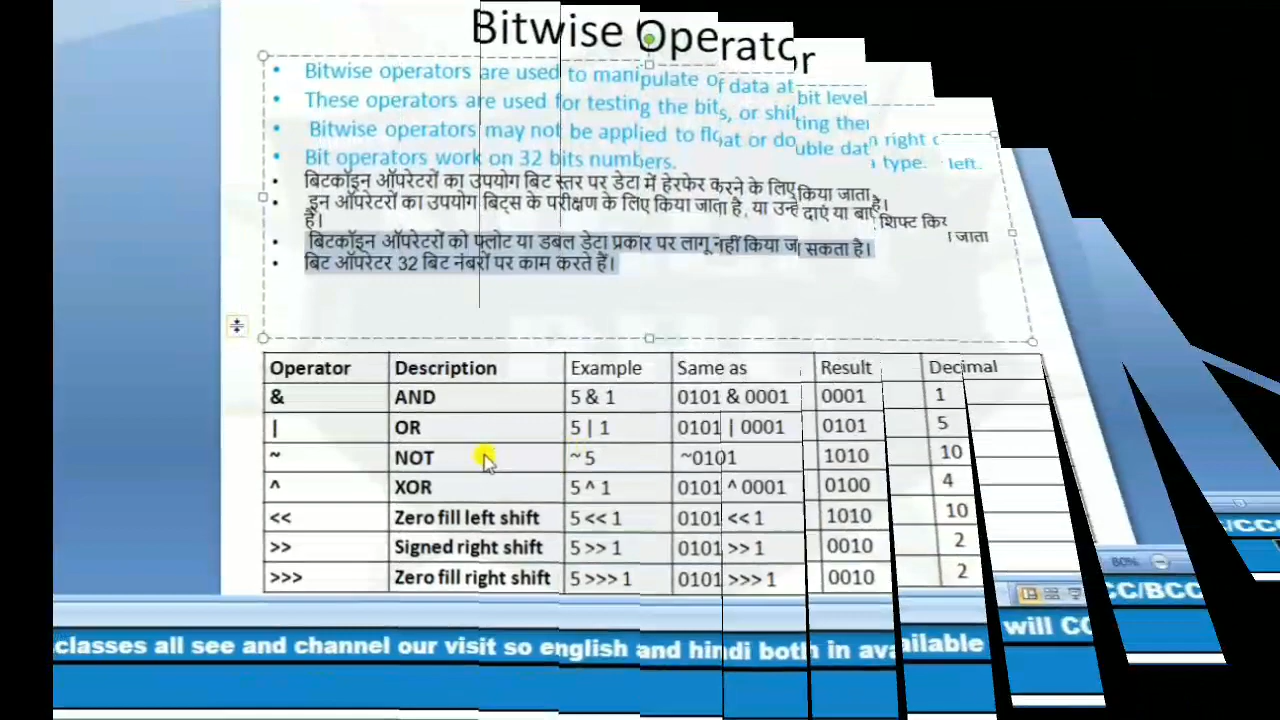 Bitwise Operator
• Bitwise operators are used to manipulate of data at bit level
• These operators are used for testing the bits, or shifting them right left.
• Bitwise operators may not be applied to float or double data type.
• Bit operators work on 32 bits numbers.
• बिटकॉइन ऑपरेटरों का उपयोग बिट स्तर पर डेटा में हेरफेर करने के लिए किया जाता है।
• इन ऑपरेटरों का उपयोग बिट्स के परीक्षण के लिए किया जाता है, या उन्हें दाएं या बाएं शिफ्ट किया जाता
है।
• बिटकॉइन ऑपरेटरों को फ्लोट या डबल डेटा प्रकार पर लागू नहीं किया जा सकता है।
• बिट ऑपरेटर 32 बिट नंबरों पर काम करते हैं।
Operator Description Example Same as Result Decimal
& AND 5 & 1 0101 & 0001 0001 1
| OR 5 | 1 0101 | 0001 0101 5
~ NOT ~ 5 ~0101 1010 10
^ XOR 5 ^ 1 0101 ^ 0001 0100 4
<< Zero fill left shift 5 << 1 0101 << 1 1010 10
>> Signed right shift 5 >> 1 0101 >> 1 0010 2
>>> Zero fill right shift 5 >>> 1 0101 >>> 1 0010 2
60%
classes all see and channel our visit so english and hindi both in available will CCC/BCC